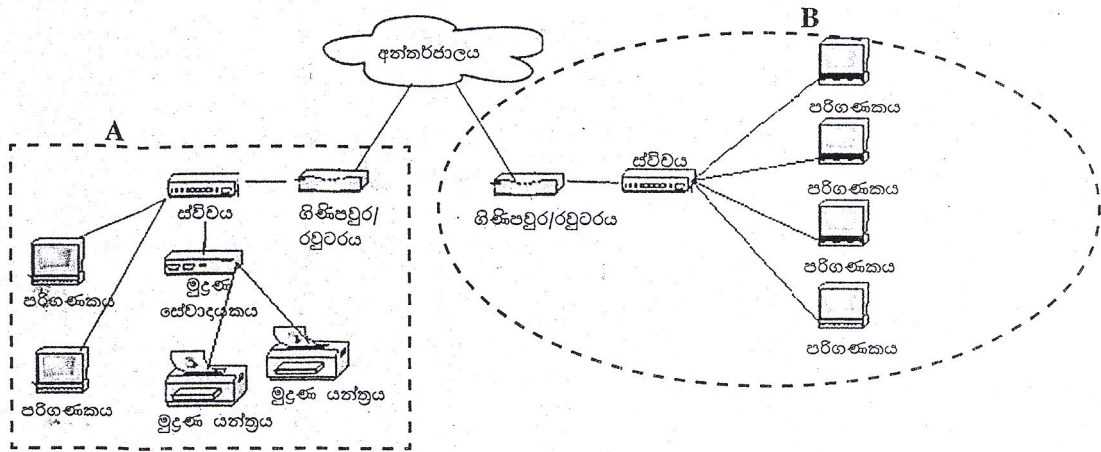 B
අන්තර්ජාලය
පරිගණකය
A
ස්විචය
පරිගණකය
ස්විචය
ගිණිපවුර/
රවුටරය
ගිණිපවුර/රවුටරය
පරිගණකය
මුද්‍රණ
සේවාදායකය
පරිගණකය
පරිගණකය
පරිගණකය
මුද්‍රණ යන්ත්‍රය
මුද්‍රණ යන්ත්‍රය